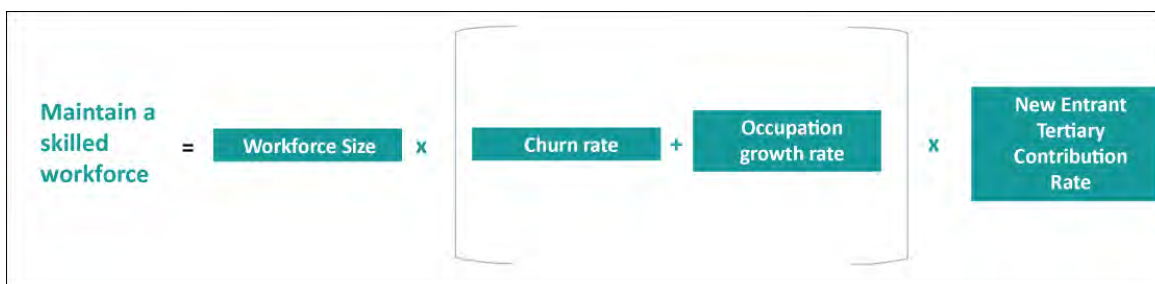 Maintain a
skilled
workforce
=
Workforce Size
x
Churn rate
+
Occupation
growth rate
x
New Entrant
Tertiary
Contribution
Rate